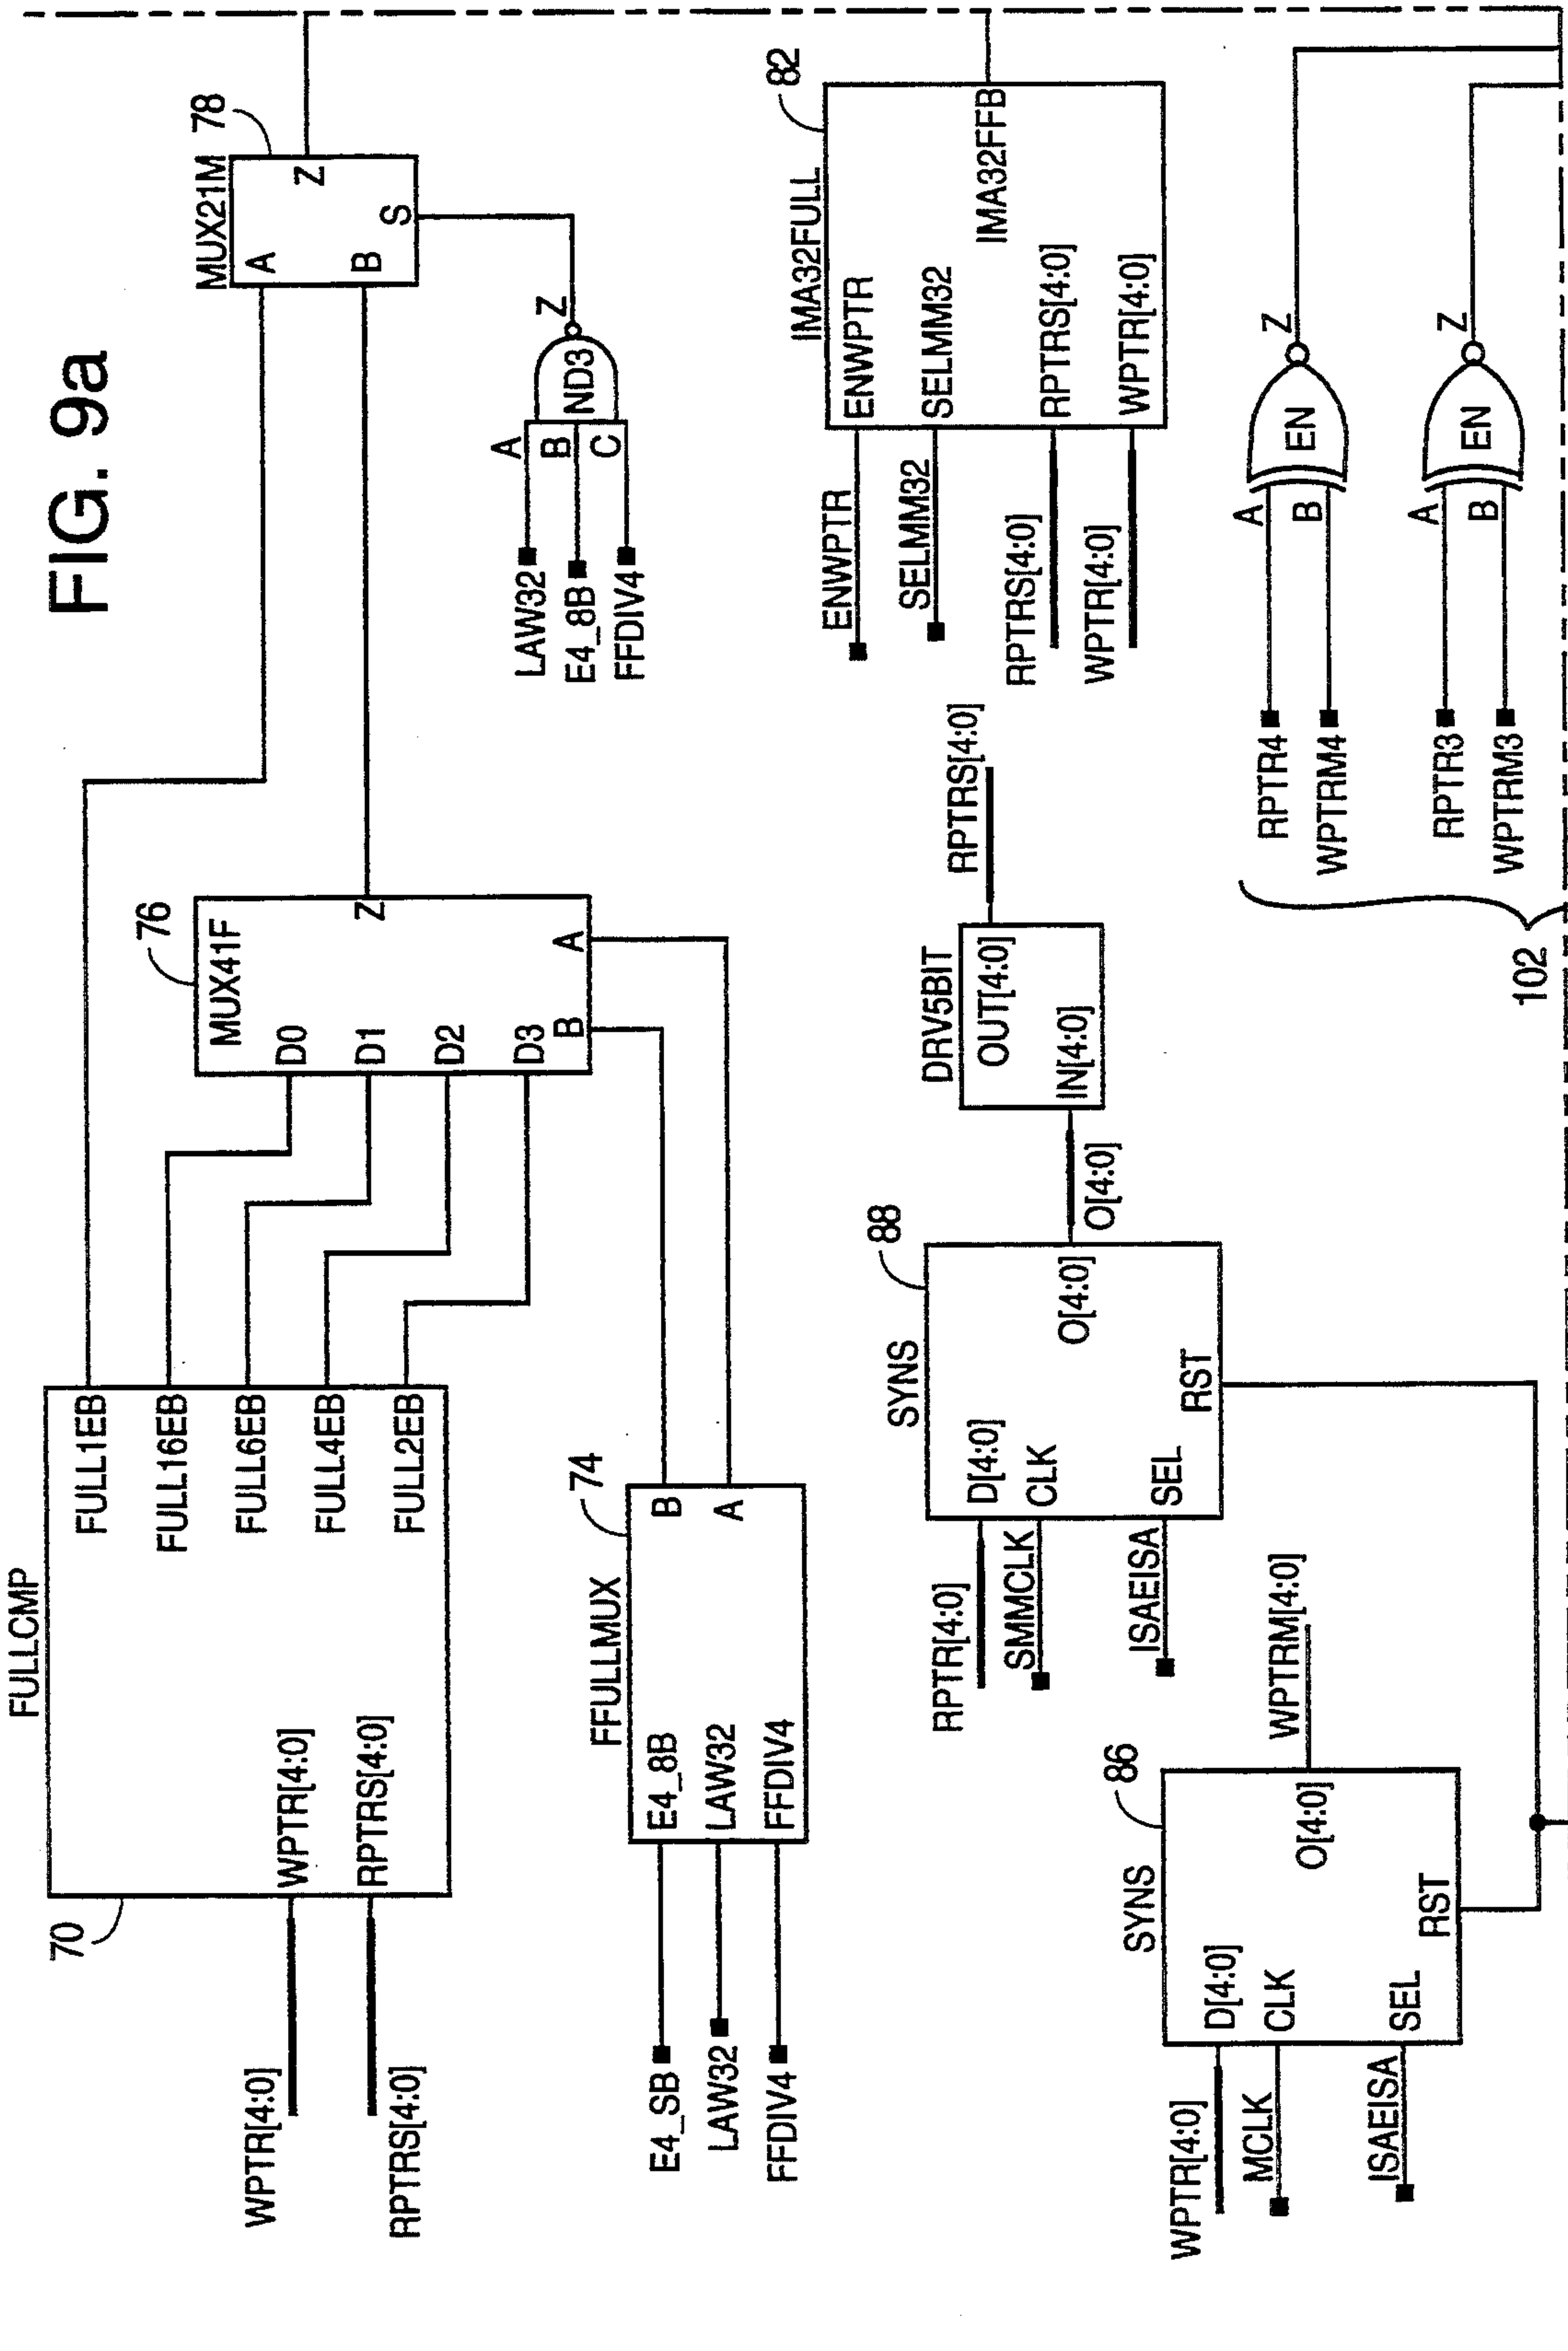 FIG. 9a
FULLCMP
70
WPTR[4:0]
RPTRS[4:0]
WPTR[4:0]
RPTRS[4:0]
FULL1EB
FULL16EB
FULL6EB
FULL4EB
FULL2EB
76
MUX41F
D0
D1
D2
D3
Z
B
A
MUX21M
78
A
B
Z
S
LAW32
E4_8B
FFDIV4
A
B
C
ND3
Z
FFULLMUX
74
E4_SB
LAW32
FFDIV4
E4_8B
LAW32
FFDIV4
B
A
SYNS
88
RPTR[4:0]
SMMCLK
ISAEISA
D[4:0]
CLK
SEL
O[4:0]
RST
O[4:0]
DRV5BIT
OUT[4:0]
IN[4:0]
RPTRS[4:0]
IMA32FULL
82
ENWPTR
SELMM32
RPTRS[4:0]
WPTR[4:0]
ENWPTR
SELMM32
RPTRS[4:0]
WPTR[4:0]
IMA32FFB
SYNS
86
WPTR[4:0]
MCLK
ISAEISA
D[4:0]
CLK
SEL
O[4:0]
RST
WPTRM[4:0]
RPTR4
WPTRM4
A
B
EN
Z
RPTR3
WPTRM3
A
B
EN
Z
102